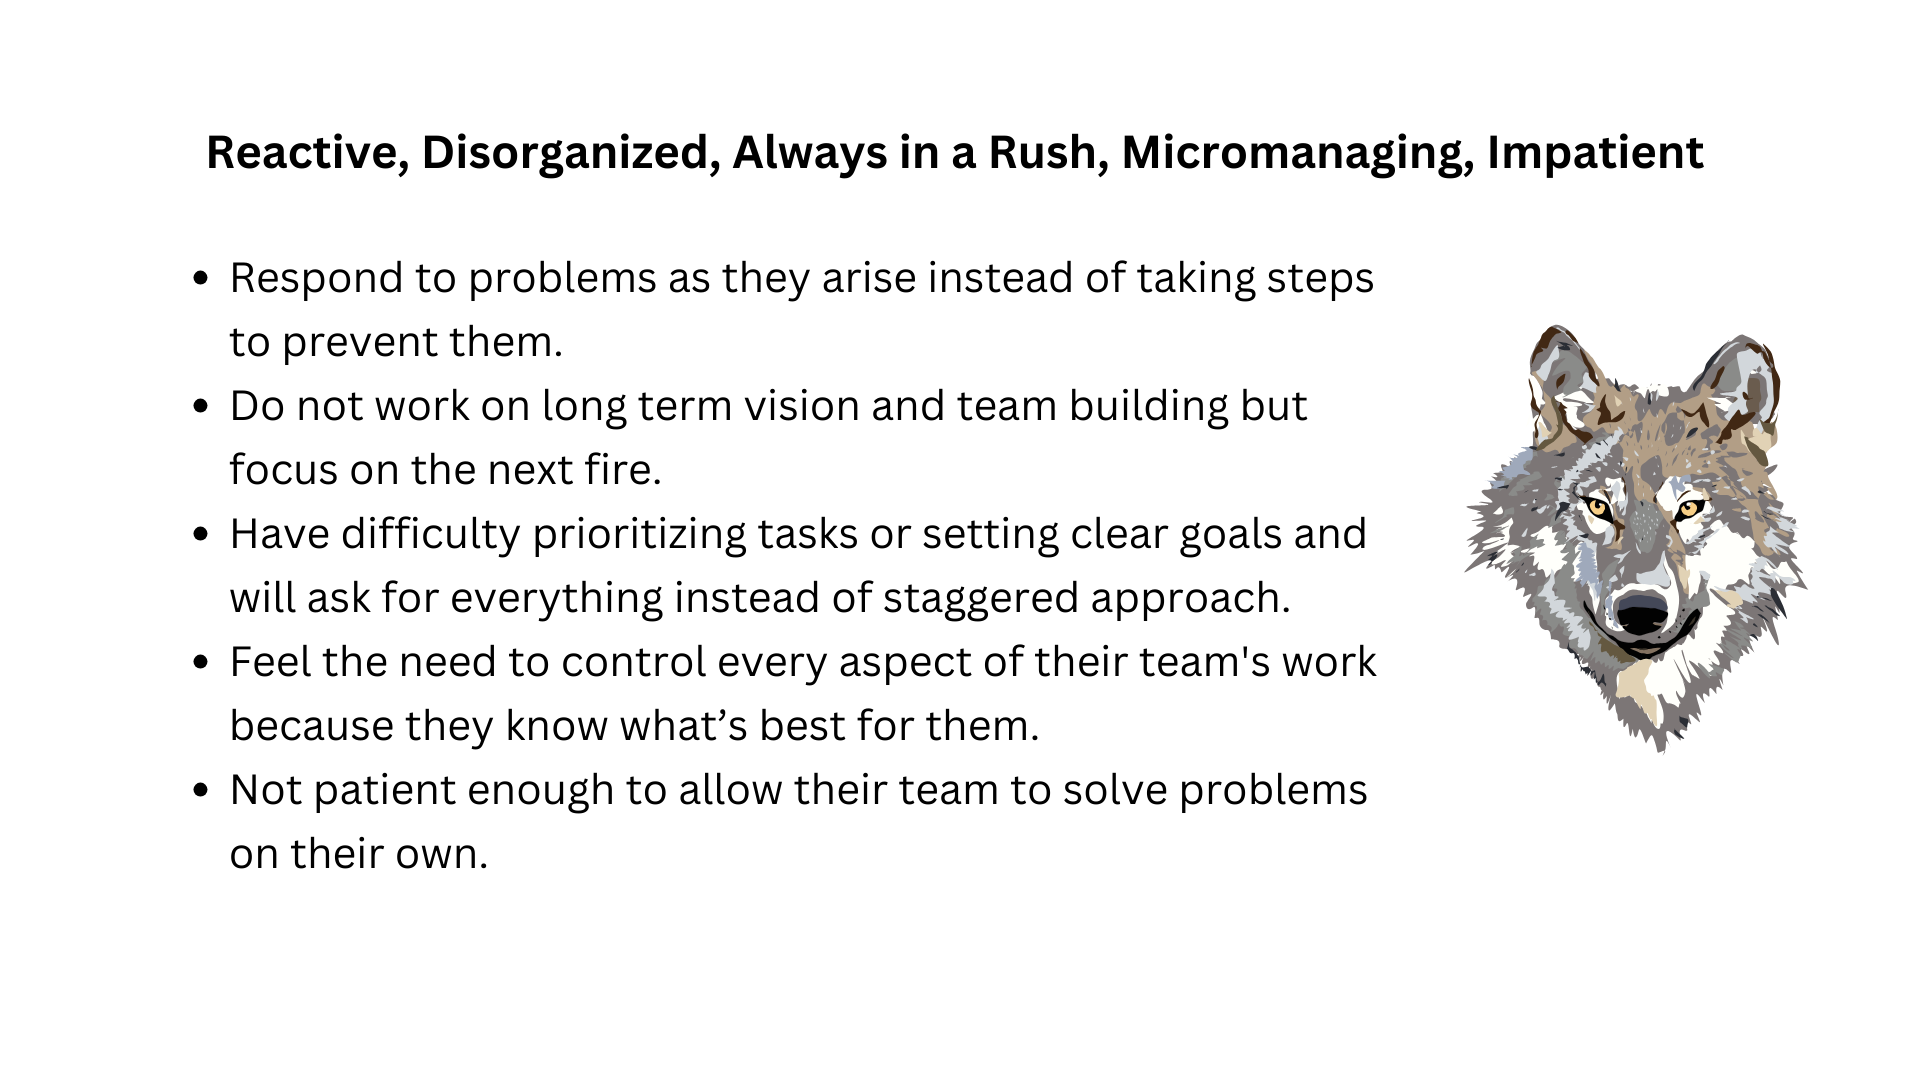 Reactive, Disorganized, Always in a Rush, Micromanaging, Impatient
• Respond to problems as they arise instead of taking steps
to prevent them.
• Do not work on long term vision and team building but
focus on the next fire.
• Have difficulty prioritizing tasks or setting clear goals and
will ask for everything instead of staggered approach.
• Feel the need to control every aspect of their team's work
because they know what’s best for them.
• Not patient enough to allow their team to solve problems
on their own.